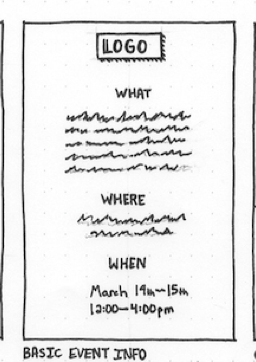 LOGO
WHAT
WHERE
WHEN
March 14th–15th
12:00–4:00pm
BASIC EVENT INFO